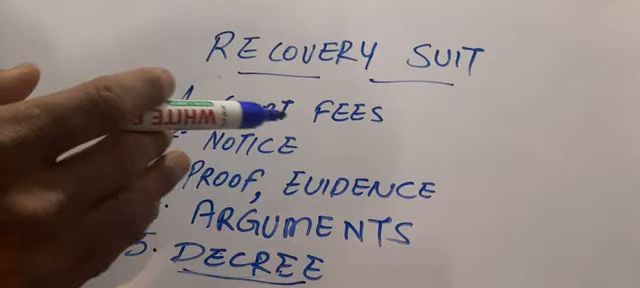 RECOVERY SUIT
FEES
NOTICE
PROOF, EVIDENCE
ARGUMENTS
5. DECREE
WHITE